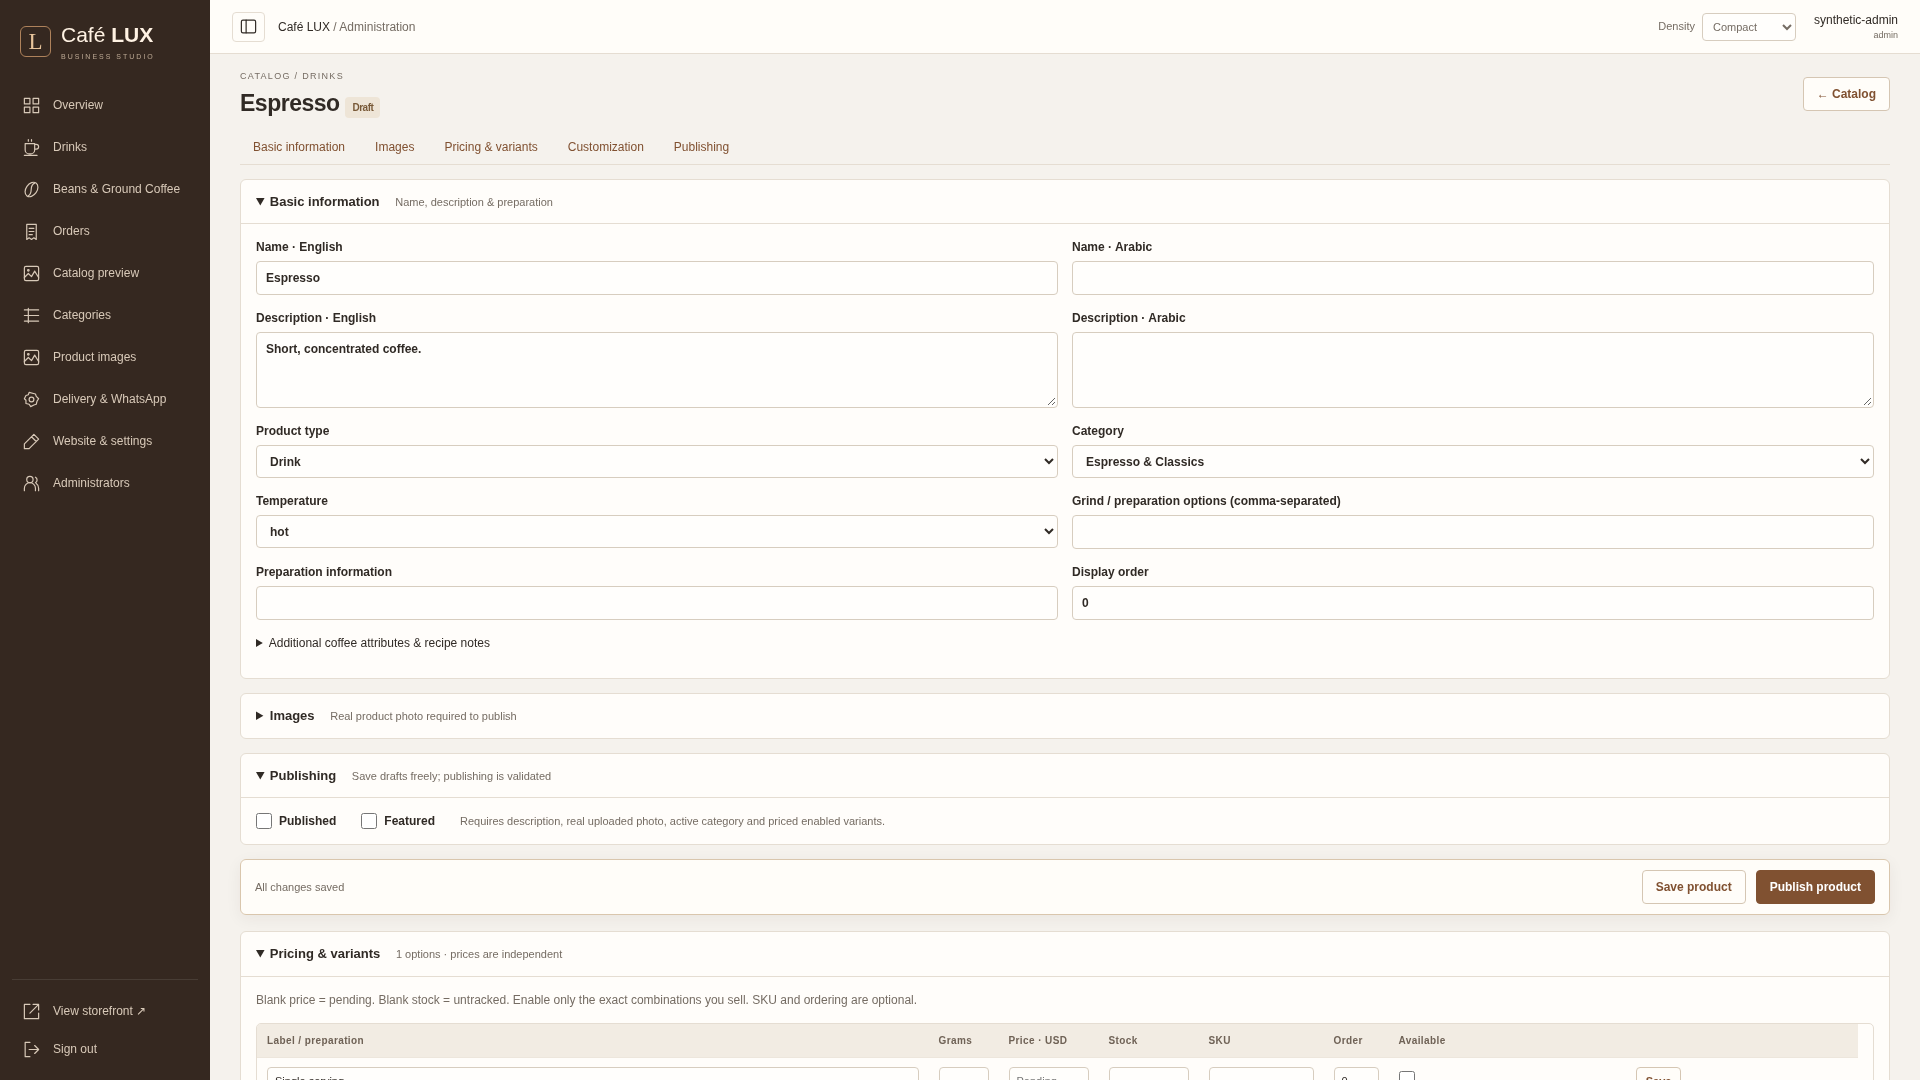 L
Café LUX
BUSINESS STUDIO
Overview
Drinks
Beans & Ground Coffee
Orders
Catalog preview
Categories
Product images
Delivery & WhatsApp
Website & settings
Administrators
View storefront ↗
Sign out
Café LUX / Administration
Density
Compact
synthetic-admin
admin
CATALOG / DRINKS
Espresso Draft
← Catalog
Basic information Images Pricing & variants Customization Publishing
▼ Basic information Name, description & preparation
Name · English Name · Arabic
Espresso
Description · English Description · Arabic
Short, concentrated coffee.
Product type Category
Drink Espresso & Classics
Temperature Grind / preparation options (comma-separated)
hot
Preparation information Display order
0
▶ Additional coffee attributes & recipe notes
▶ Images Real product photo required to publish
▼ Publishing Save drafts freely; publishing is validated
Published Featured Requires description, real uploaded photo, active category and priced enabled variants.
All changes saved Save product Publish product
▼ Pricing & variants 1 options · prices are independent
Blank price = pending. Blank stock = untracked. Enable only the exact combinations you sell. SKU and ordering are optional.
Label / preparation Grams Price · USD Stock SKU Order Available
Single serving Pending 0 Save